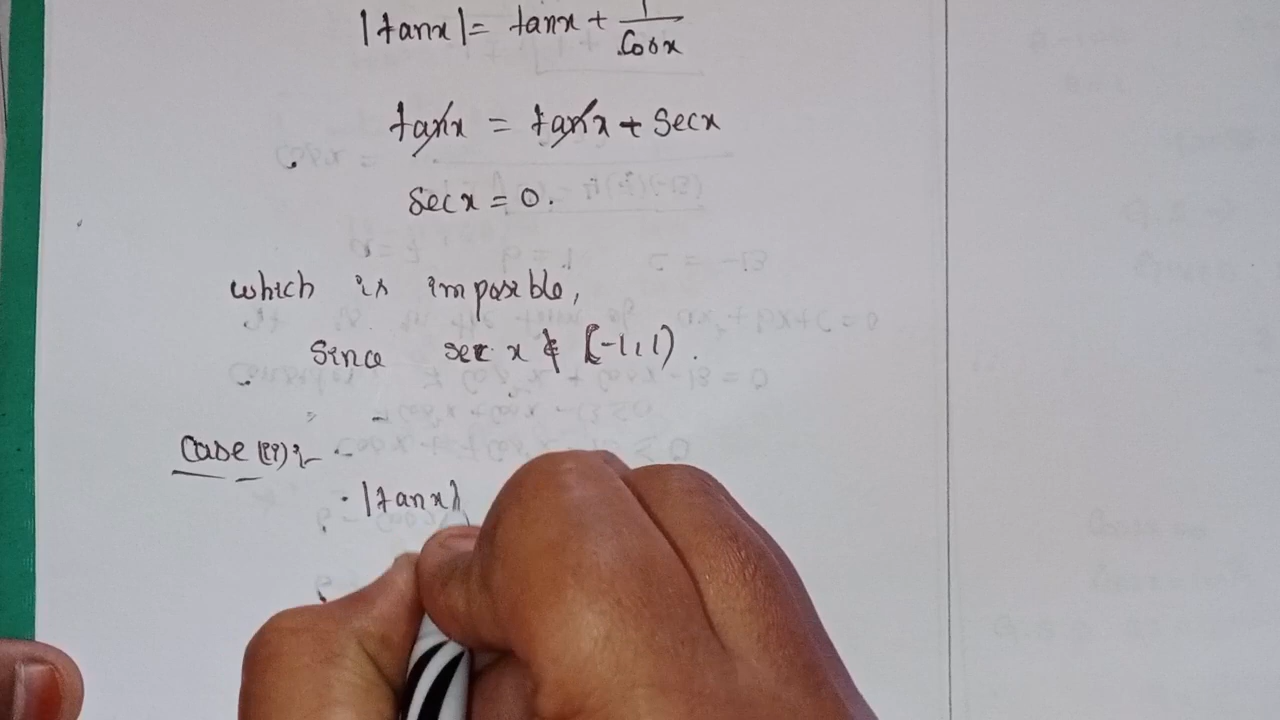 |tanx| = tanx + 1/Cosx
tanx = tanx + Secx
Secx = 0.
which is impossible,
Since sec x ∉ (-1,1).
Case (ii):-
|tanx|